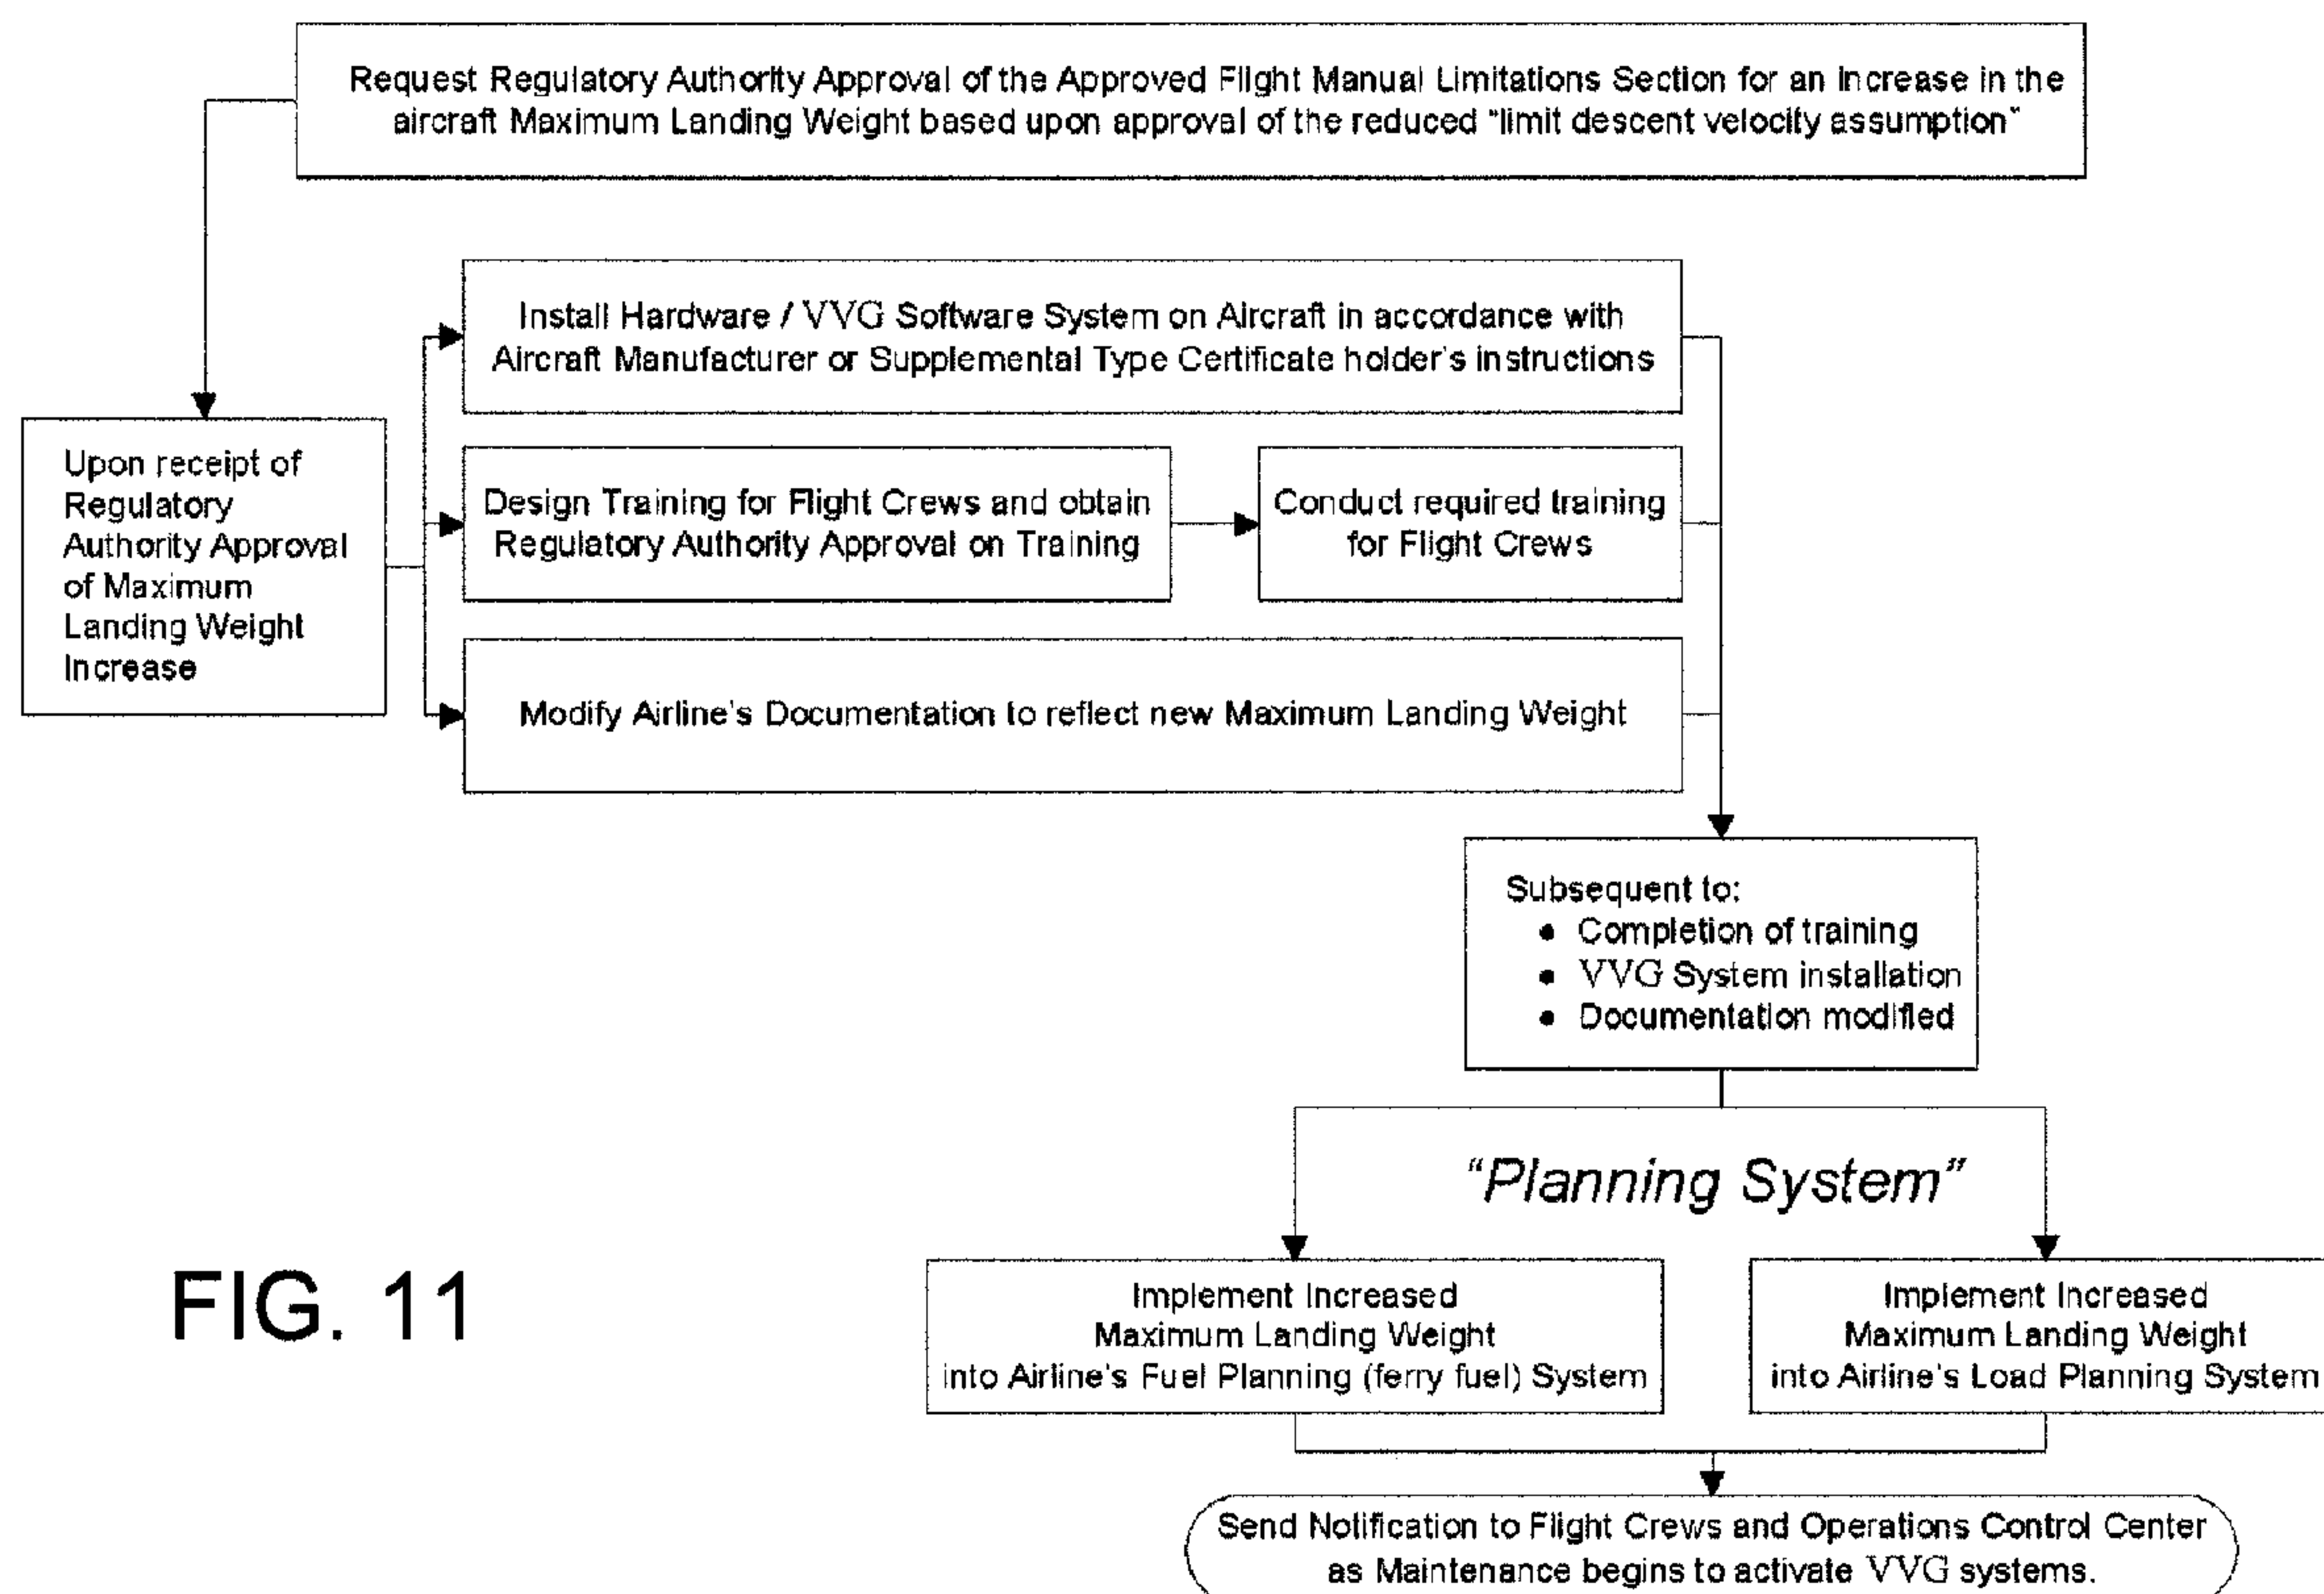 Request Regulatory Authority Approval of the Approved Flight Manual Limitations Section for an increase in the
aircraft Maximum Landing Weight based upon approval of the reduced "limit descent velocity assumption"
Install Hardware / VVG Software System on Aircraft in accordance with
Aircraft Manufacturer or Supplemental Type Certificate holder's instructions
Upon receipt of
Regulatory
Authority Approval
of Maximum
Landing Weight
Increase
Design Training for Flight Crews and obtain
Regulatory Authority Approval on Training
Conduct required training
for Flight Crews
Modify Airline's Documentation to reflect new Maximum Landing Weight
Subsequent to:
• Completion of training
• VVG System installation
• Documentation modified
"Planning System"
Implement Increased
Maximum Landing Weight
into Airline's Fuel Planning (ferry fuel) System
Implement Increased
Maximum Landing Weight
into Airline's Load Planning System
Send Notification to Flight Crews and Operations Control Center
as Maintenance begins to activate VVG systems.
FIG. 11